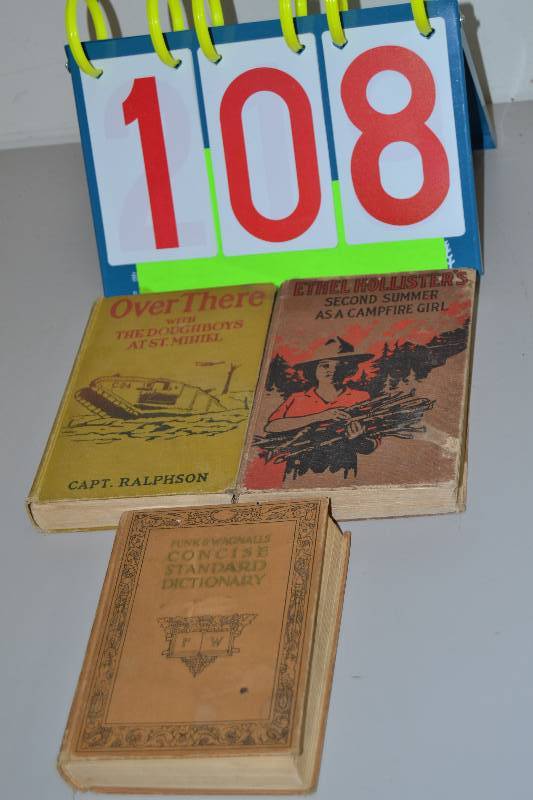 108
Over There
WITH
THE DOUGHBOYS
AT ST. MIHIEL
C-24
CAPT. RALPHSON
ETHEL HOLLISTER'S
SECOND SUMMER
AS A CAMPFIRE GIRL
FUNK & WAGNALLS
CONCISE
STANDARD
DICTIONARY
F W